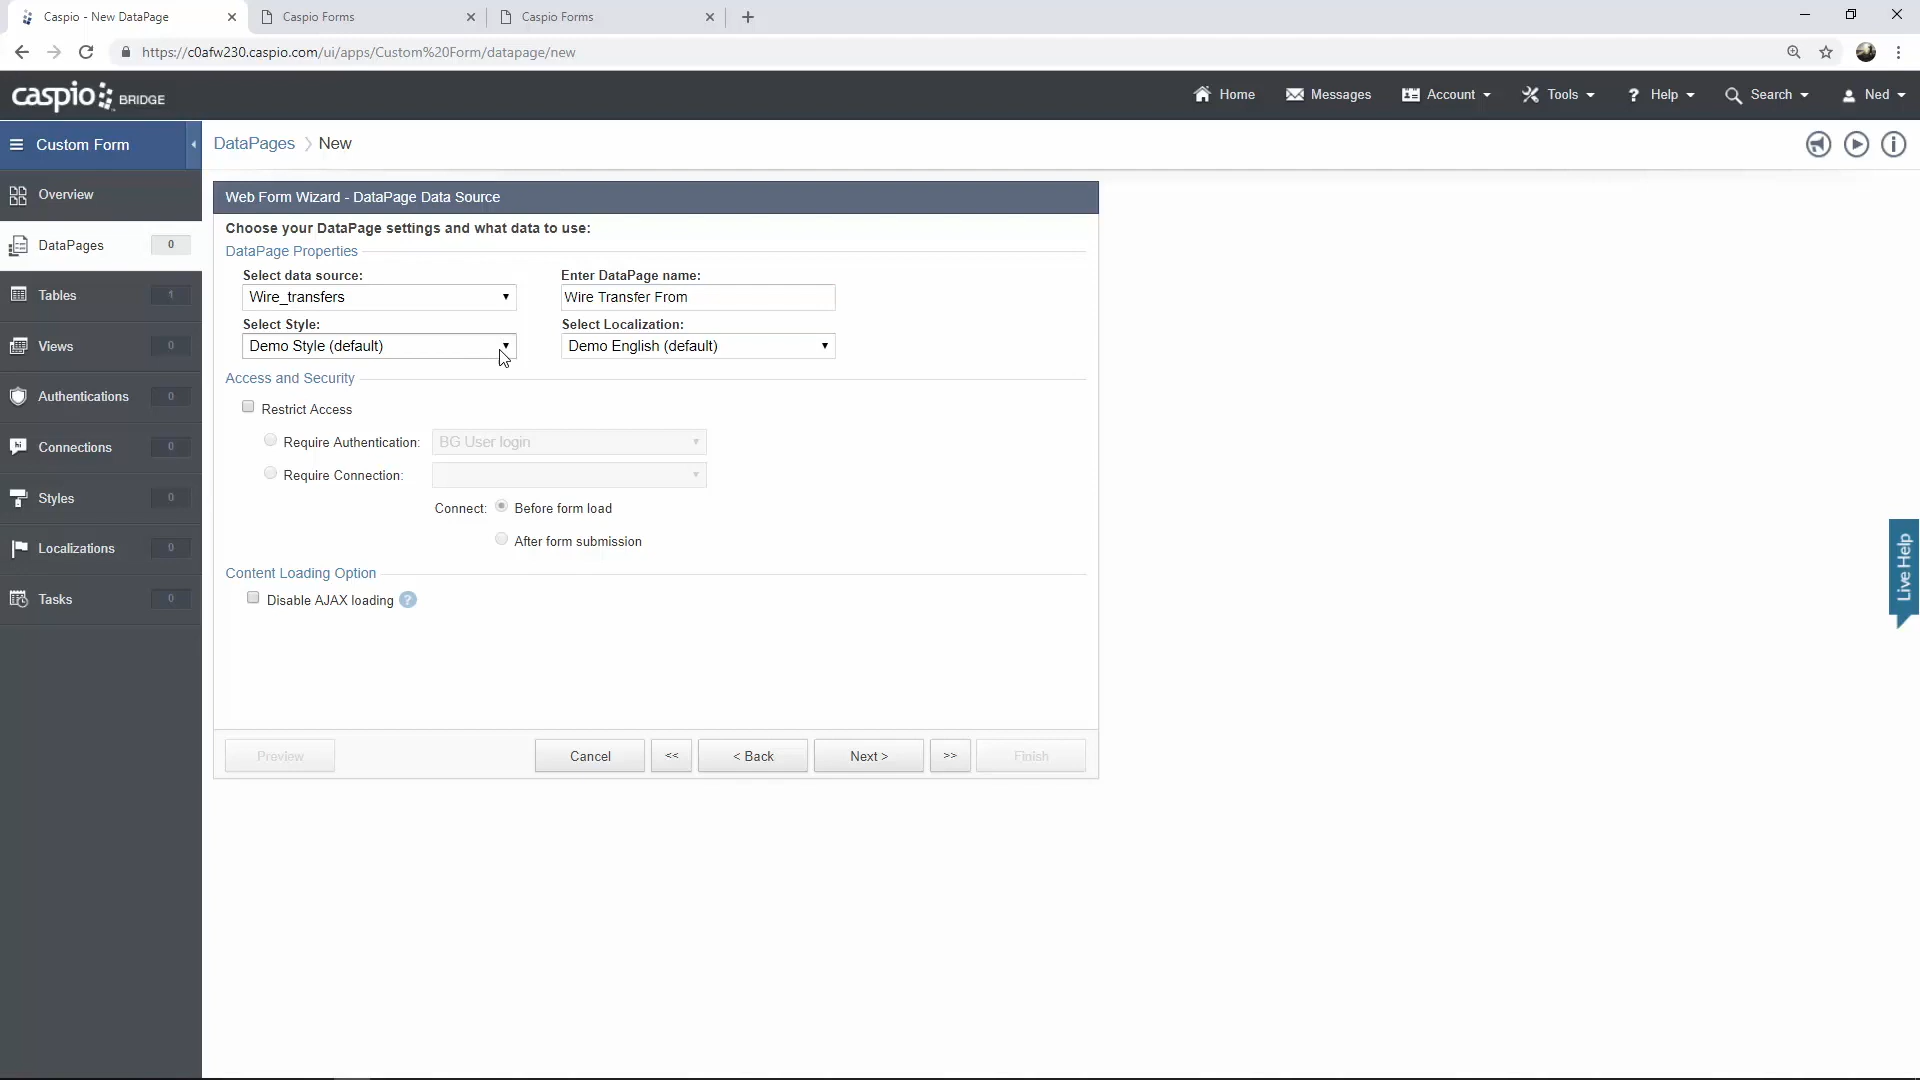 Caspio - New DataPage
Caspio Forms
Caspio Forms
https://c0afw230.caspio.com/ui/apps/Custom%20Form/datapage/new
caspio BRIDGE
Home
Messages
Account
Tools
? Help
Search
Ned
Custom Form
DataPages
New
Overview
DataPages 0
Tables 1
Views 0
Authentications 0
hi Connections 0
Styles 0
Localizations 0
Tasks 0
Web Form Wizard - DataPage Data Source
Choose your DataPage settings and what data to use:
DataPage Properties
Select data source:
Enter DataPage name:
Wire_transfers
Wire Transfer From
Select Style:
Select Localization:
Demo Style (default)
Demo English (default)
Access and Security
Restrict Access
Require Authentication: BG User login
Require Connection:
Connect: Before form load
After form submission
Content Loading Option
Disable AJAX loading ?
Preview
Cancel
<<
< Back
Next >
>>
Finish
Live Help